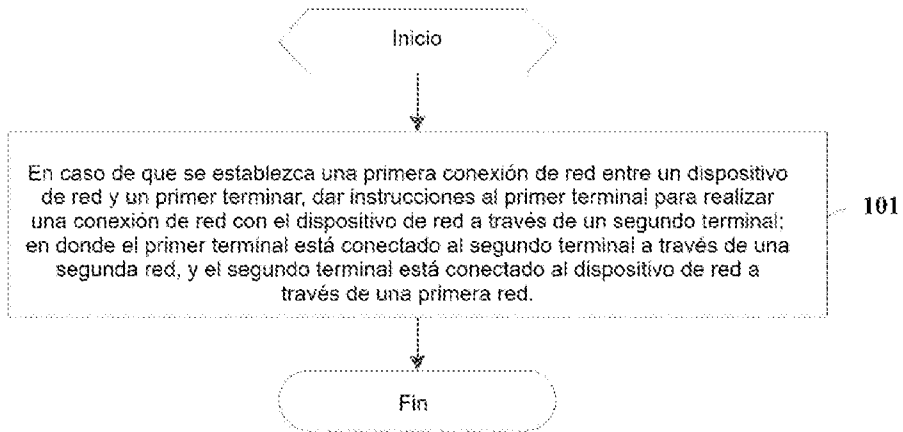 Inicio
En caso de que se establezca una primera conexión de red entre un dispositivo
de red y un primer terminar, dar instrucciones al primer terminal para realizar
una conexión de red con el dispositivo de red a través de un segundo terminal;
en donde el primer terminal está conectado al segundo terminal a través de una
segunda red, y el segundo terminal está conectado al dispositivo de red a
través de una primera red.
101
Fin